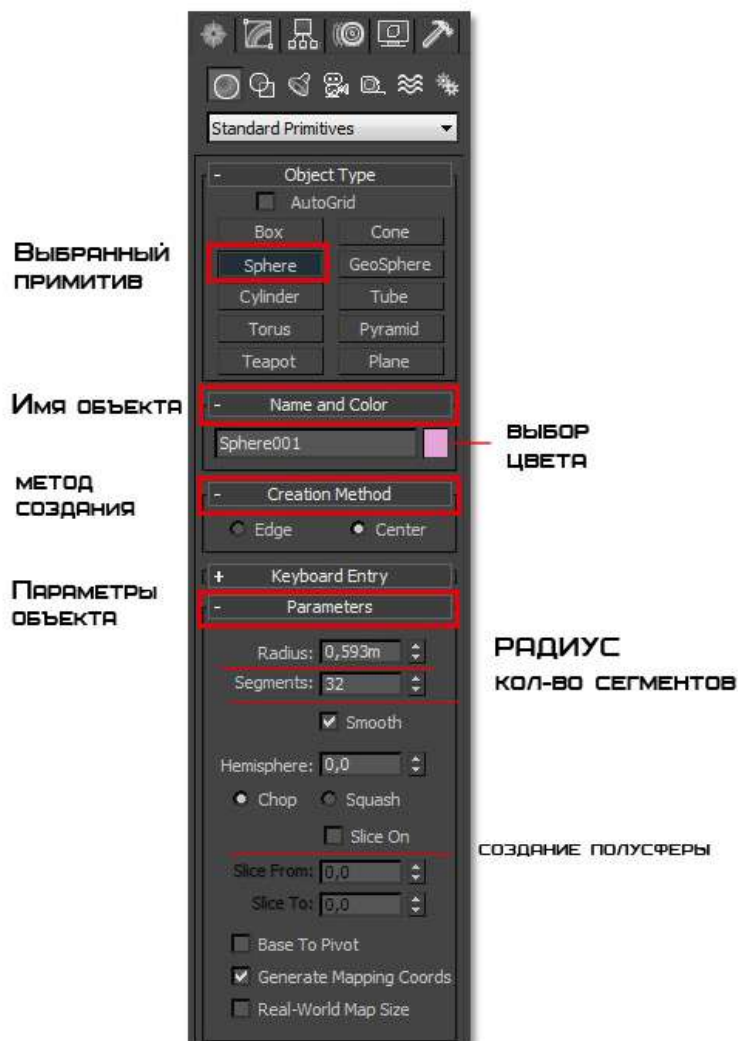 Standard Primitives
- Object Type
AutoGrid
Box Cone
Выбранный
примитив
Sphere GeoSphere
Cylinder Tube
Torus Pyramid
Teapot Plane
Имя объекта
- Name and Color
Sphere001
выбор
цвета
метод
создания
- Creation Method
Edge Center
+ Keyboard Entry
Параметры
объекта
- Parameters
Radius: 0,593m
РАДИУС
Segments: 32
кол-во сегментов
Smooth
Hemisphere: 0,0
Chop Squash
Slice On
создание полусферы
Slice From: 0,0
Slice To: 0,0
Base To Pivot
Generate Mapping Coords
Real-World Map Size